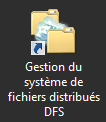 Gestion du
système de
fichiers distribués
DFS